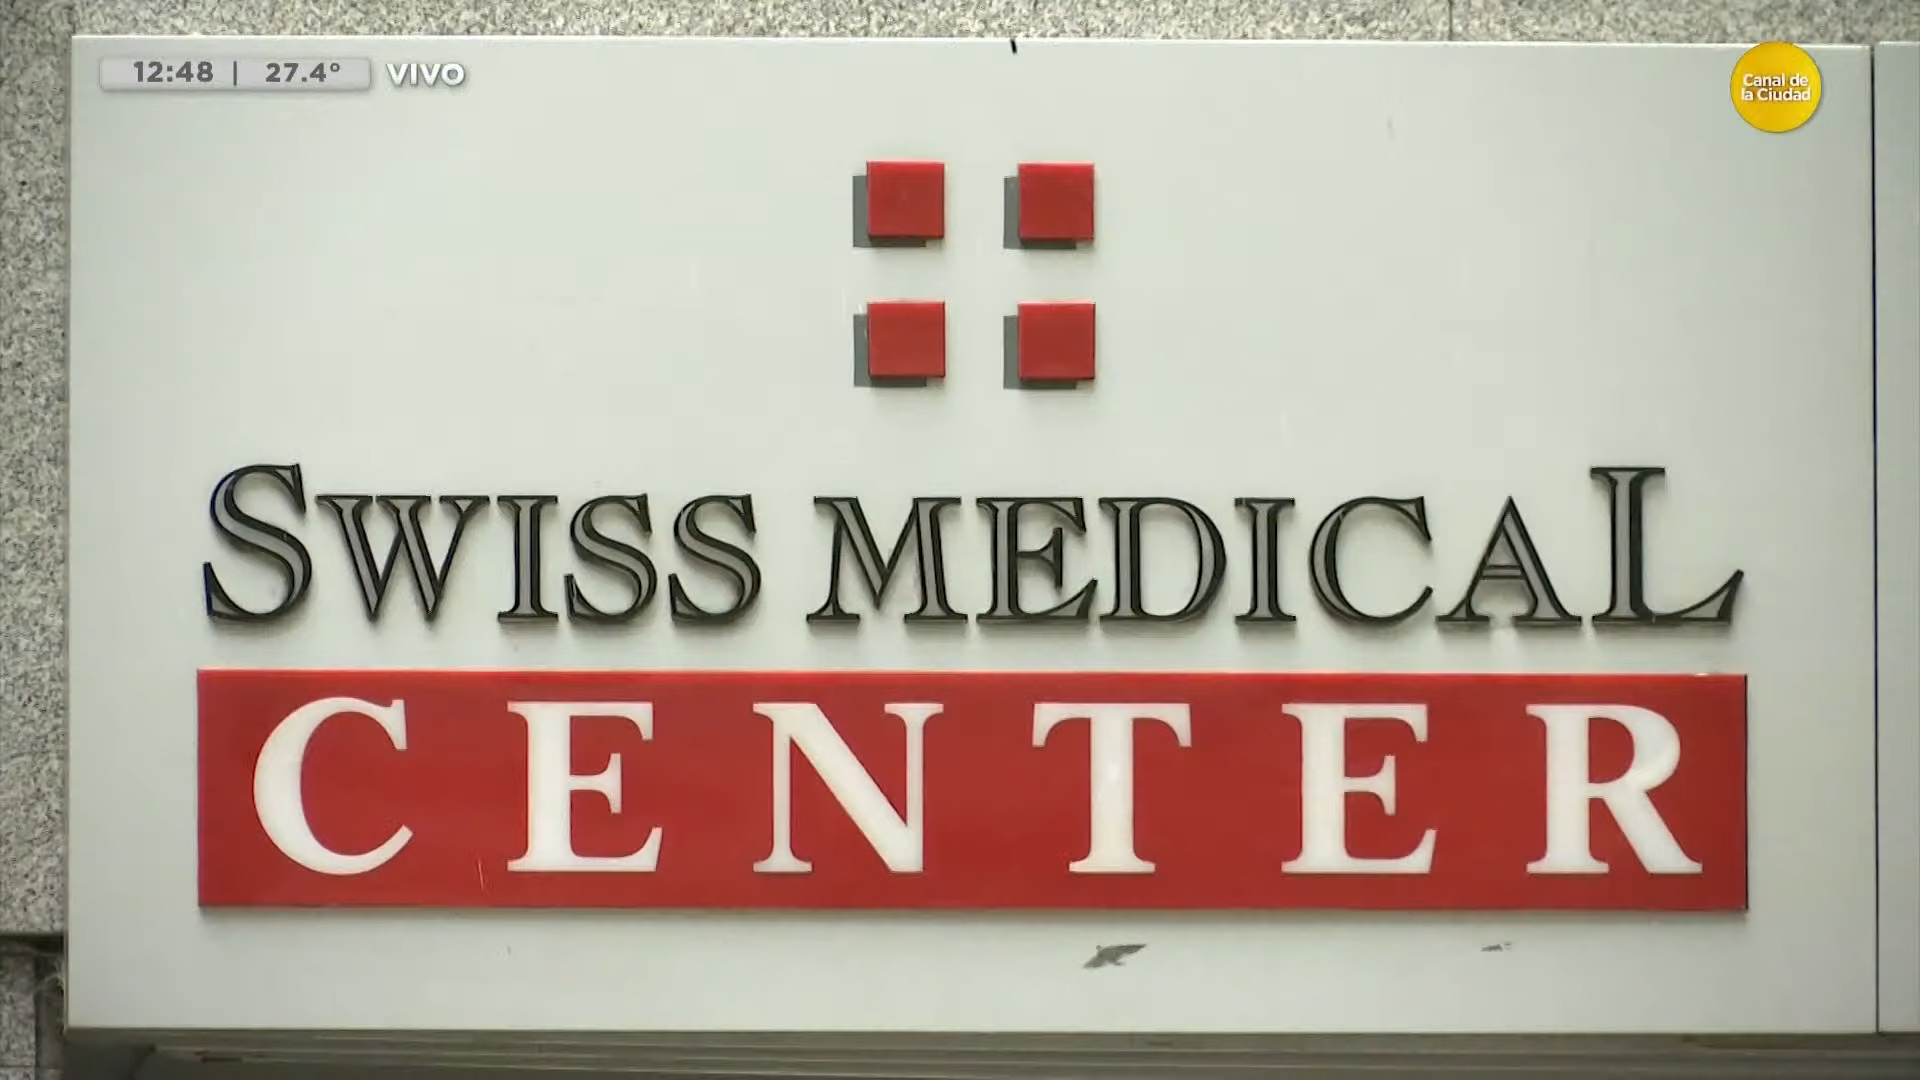 12:48 | 27.4° VIVO
Canal de
la Ciudad
SWISS MEDICAL
CENTER